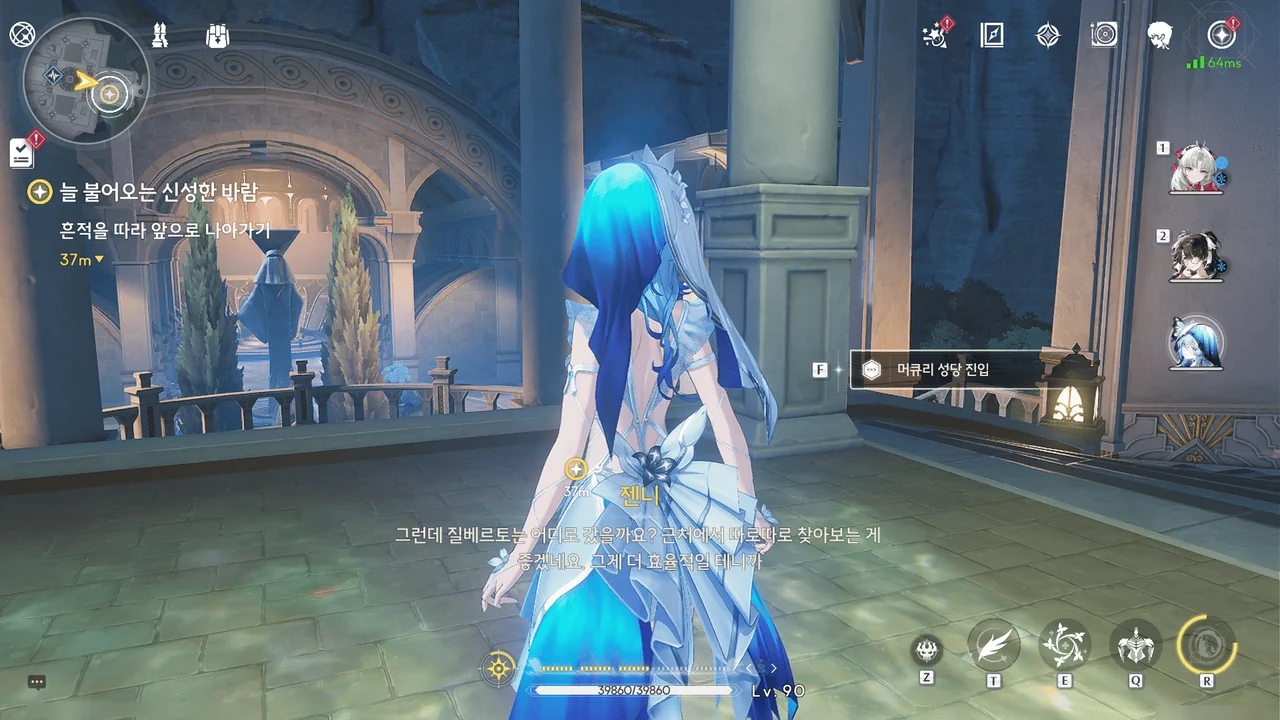 64ms
늘 불어오는 신성한 바람
흔적을 따라 앞으로 나아가기
37m
1
2
F
머큐리 성당 진입
37m
젠니
그런데 질베르토는 어디로 갔을까요? 근처에서 따로따로 찾아보는 게
좋겠네요. 그게 더 효율적일 테니까
Z
T
E
Q
R
39860/39860
Lv. 90